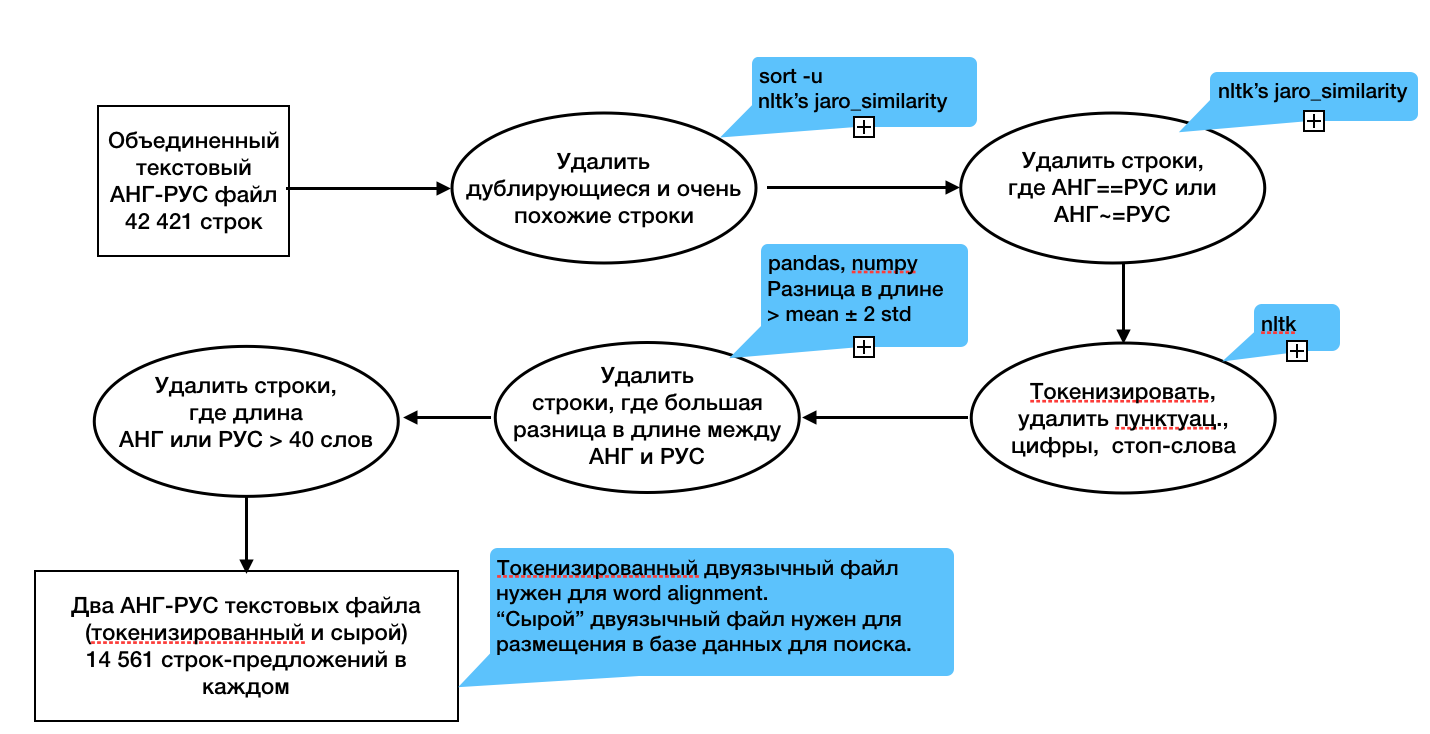 Объединенный
текстовый
АНГ-РУС файл
42 421 строк
sort -u
nltk’s jaro_similarity
Удалить
дублирующиеся и очень
похожие строки
nltk’s jaro_similarity
Удалить строки,
где АНГ==РУС или
АНГ~=РУС
nltk
Токенизировать,
удалить пунктуац.,
цифры, стоп-слова
pandas, numpy
Разница в длине
> mean ± 2 std
Удалить
строки, где большая
разница в длине между
АНГ и РУС
Удалить строки,
где длина
АНГ или РУС > 40 слов
Два АНГ-РУС текстовых файла
(токенизированный и сырой)
14 561 строк-предложений в
каждом
Токенизированный двуязычный файл
нужен для word alignment.
“Сырой” двуязычный файл нужен для
размещения в базе данных для поиска.